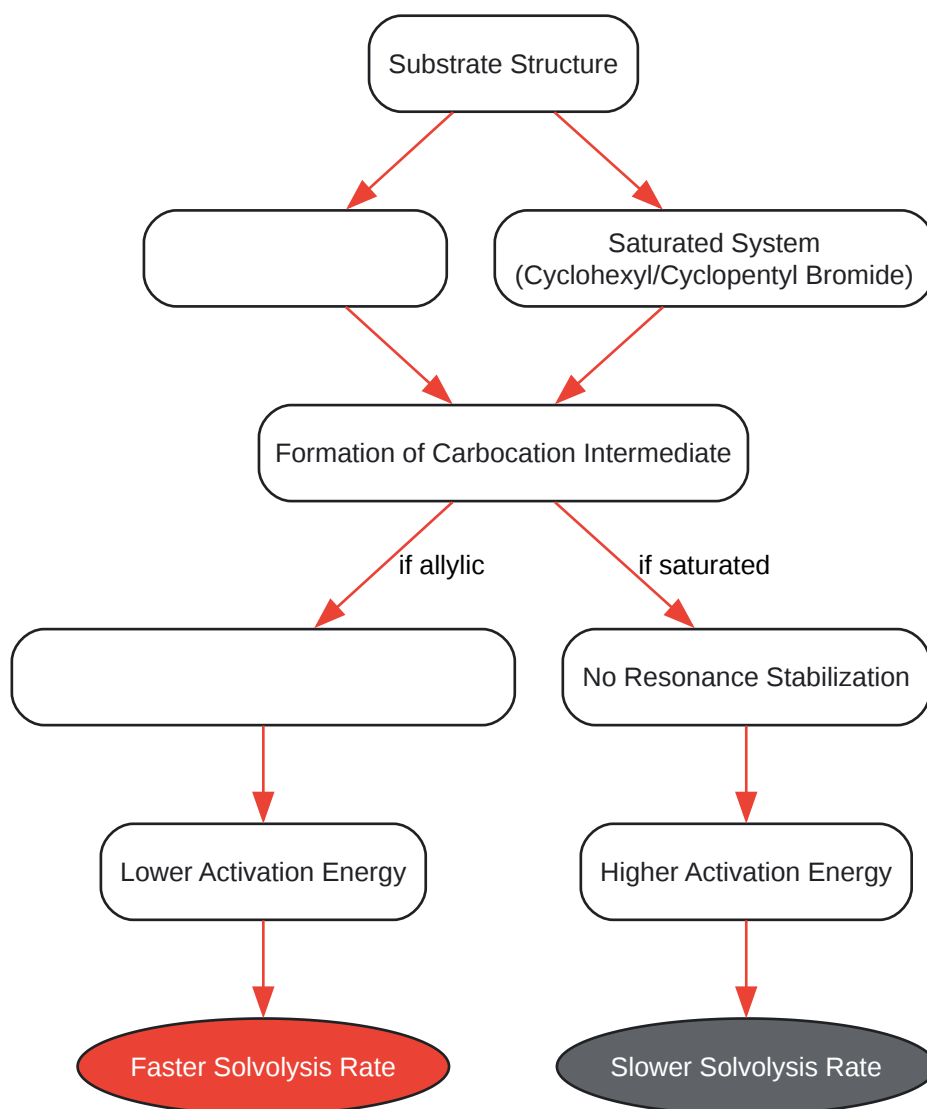 Substrate Structure
Saturated System
(Cyclohexyl/Cyclopentyl Bromide)
Formation of Carbocation Intermediate
if allylic
if saturated
No Resonance Stabilization
Lower Activation Energy
Higher Activation Energy
Faster Solvolysis Rate
Slower Solvolysis Rate